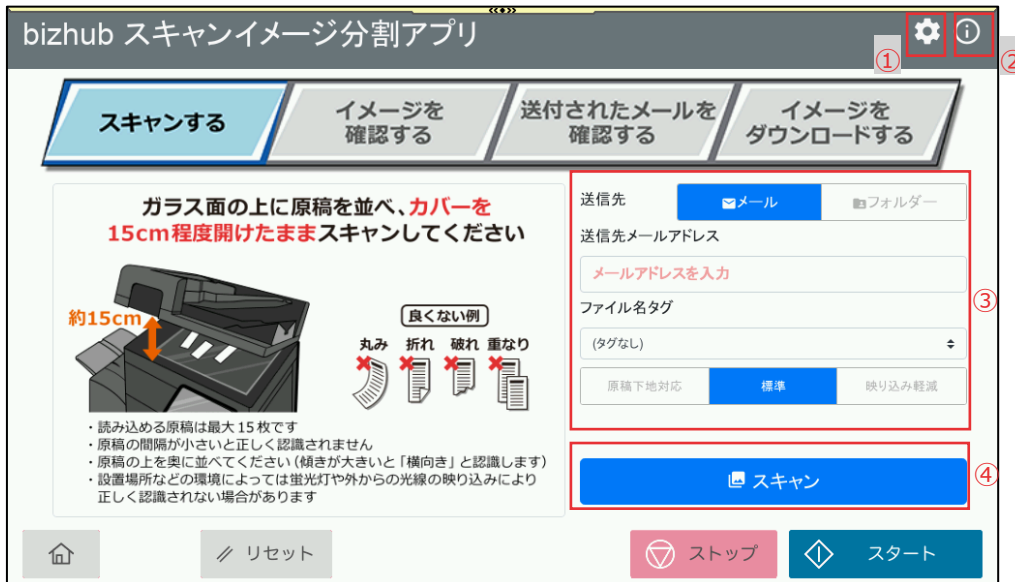 bizhub スキャンイメージ分割アプリ
①
②
スキャンする
イメージを
確認する
送付されたメールを
確認する
イメージを
ダウンロードする
ガラス面の上に原稿を並べ、カバーを
15cm程度開けたままスキャンしてください
約15cm
良くない例
丸み 折れ 破れ 重なり
・読み込める原稿は最大15枚です
・原稿の間隔が小さいと正しく認識されません
・原稿の上を奥に並べてください(傾きが大きいと「横向き」と認識します)
・設置場所などの環境によっては蛍光灯や外からの光線の映り込みにより
正しく認識されない場合があります
送信先
メール
フォルダー
送信先メールアドレス
メールアドレスを入力
ファイル名タグ
(タグなし)
原稿下地対応
標準
映り込み軽減
③
スキャン
④
リセット
ストップ
スタート